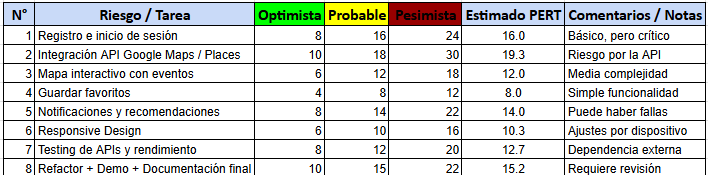 N° Riesgo / Tarea Optimista Probable Pesimista Estimado PERT Comentarios / Notas
1 Registro e inicio de sesión 8 16 24 16.0 Básico, pero crítico
2 Integración API Google Maps / Places 10 18 30 19.3 Riesgo por la API
3 Mapa interactivo con eventos 6 12 18 12.0 Media complejidad
4 Guardar favoritos 4 8 12 8.0 Simple funcionalidad
5 Notificaciones y recomendaciones 8 14 22 14.0 Puede haber fallas
6 Responsive Design 6 10 16 10.3 Ajustes por dispositivo
7 Testing de APIs y rendimiento 8 12 20 12.7 Dependencia externa
8 Refactor + Demo + Documentación final 10 15 22 15.2 Requiere revisión